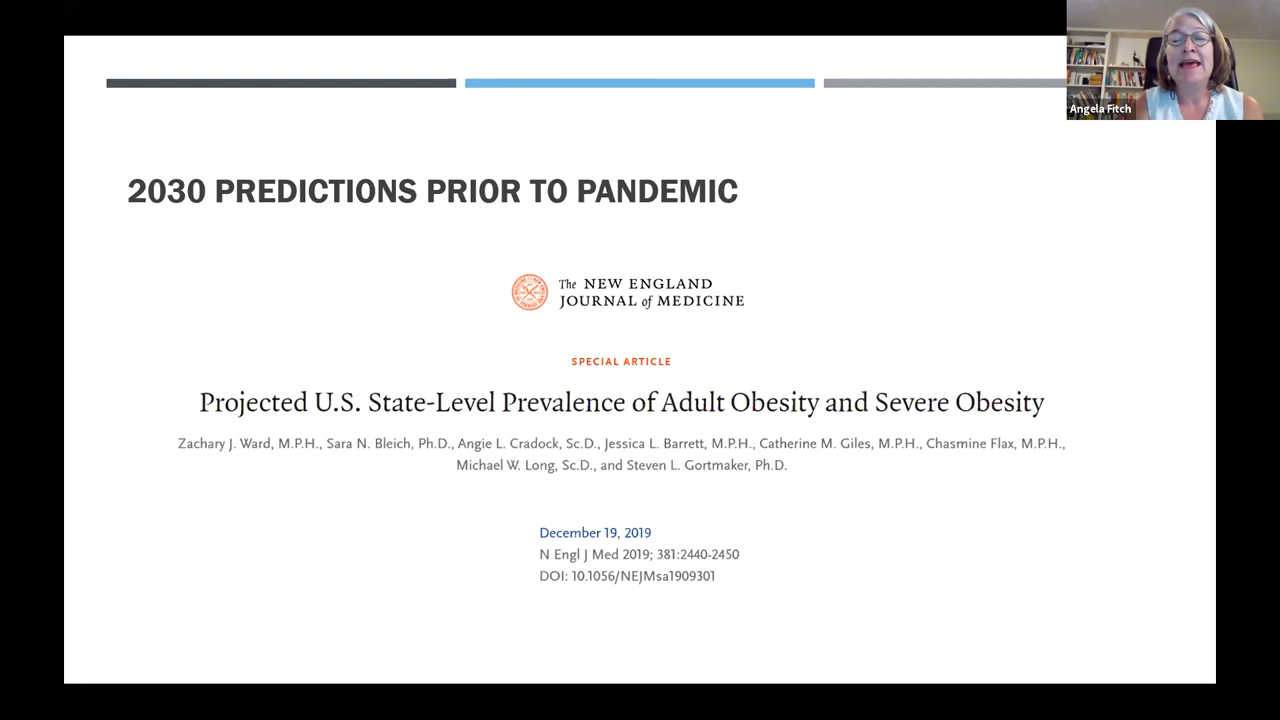 Angela Fitch
2030 PREDICTIONS PRIOR TO PANDEMIC
The NEW ENGLAND
JOURNAL of MEDICINE
SPECIAL ARTICLE
Projected U.S. State-Level Prevalence of Adult Obesity and Severe Obesity
Zachary J. Ward, M.P.H., Sara N. Bleich, Ph.D., Angie L. Cradock, Sc.D., Jessica L. Barrett, M.P.H., Catherine M. Giles, M.P.H., Chasmine Flax, M.P.H.,
Michael W. Long, Sc.D., and Steven L. Gortmaker, Ph.D.
December 19, 2019
N Engl J Med 2019; 381:2440-2450
DOI: 10.1056/NEJMsa1909301